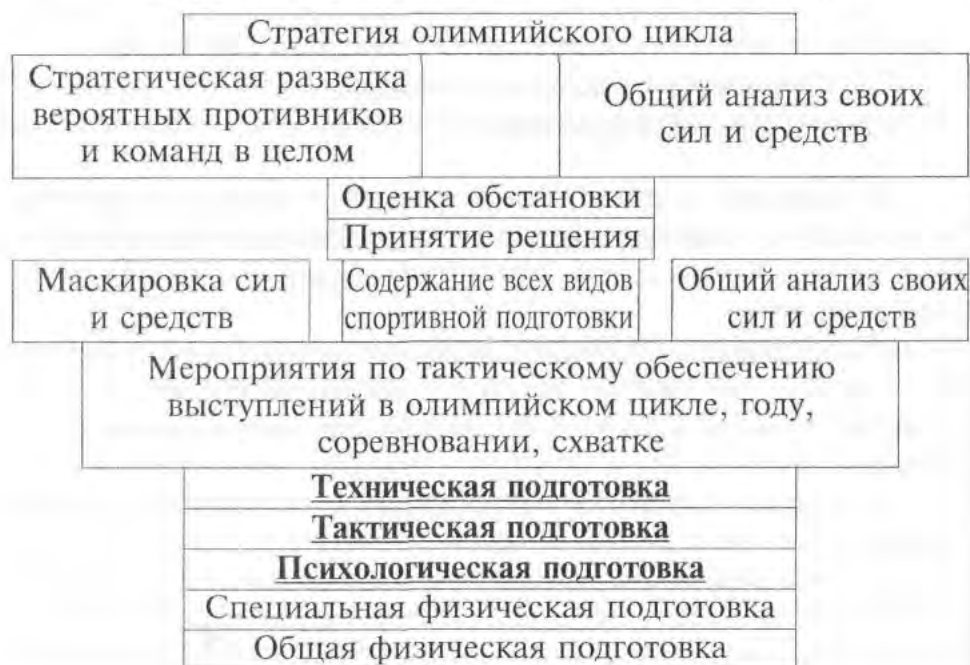 Стратегия олимпийского цикла
Стратегическая разведка
вероятных противников
и команд в целом
Общий анализ своих
сил и средств
Оценка обстановки
Принятие решения
Маскировка сил
и средств
Содержание всех видов
спортивной подготовки
Общий анализ своих
сил и средств
Мероприятия по тактическому обеспечению
выступлений в олимпийском цикле, году,
соревновании, схватке
Техническая подготовка
Тактическая подготовка
Психологическая подготовка
Специальная физическая подготовка
Общая физическая подготовка